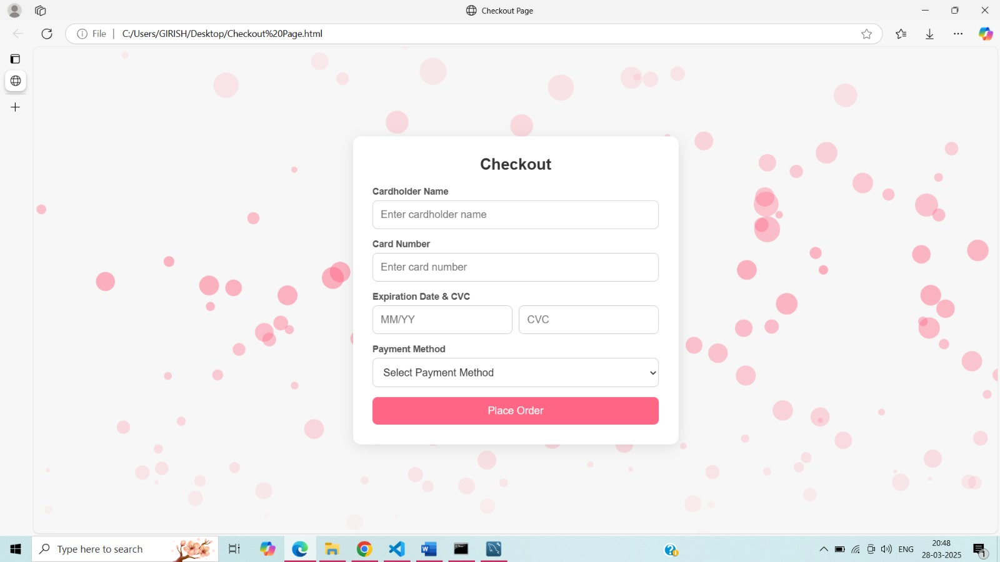 Checkout Page
File
C:/Users/GIRISH/Desktop/Checkout%20Page.html
Checkout
Cardholder Name
Enter cardholder name
Card Number
Enter card number
Expiration Date & CVC
MM/YY CVC
Payment Method
Select Payment Method
Place Order
Type here to search
ENG
20:48
28-03-2025
1